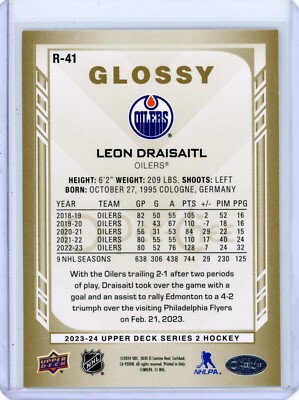 R-41
GLOSSY
OILERS
LEON DRAISAITL
OILERS®
HEIGHT: 6'2" WEIGHT: 209 LBS. SHOOTS: LEFT
BORN: OCTOBER 27, 1995 COLOGNE, GERMANY
YEAR TEAM GP G A PTS +/- PIM PPG
2018-19 OILERS 82 50 55 105 2 52 16
2019-20 OILERS 71 43 67 110 -7 18 16
2020-21 OILERS 56 31 53 84 29 22 15
2021-22 OILERS 80 55 55 110 17 40 24
2022-23 OILERS 80 52 76 128 7 24 32
9 NHL SEASONS 638 306 438 744 29 230 125
With the Oilers trailing 2-1 after two periods
of play, Draisaitl took over the game with a
goal and an assist to rally Edmonton to a 4-2
triumph over the visiting Philadelphia Flyers
on Feb. 21, 2023.
2023-24 UPPER DECK SERIES 2 HOCKEY
UPPER DECK
NHL
NHLPA